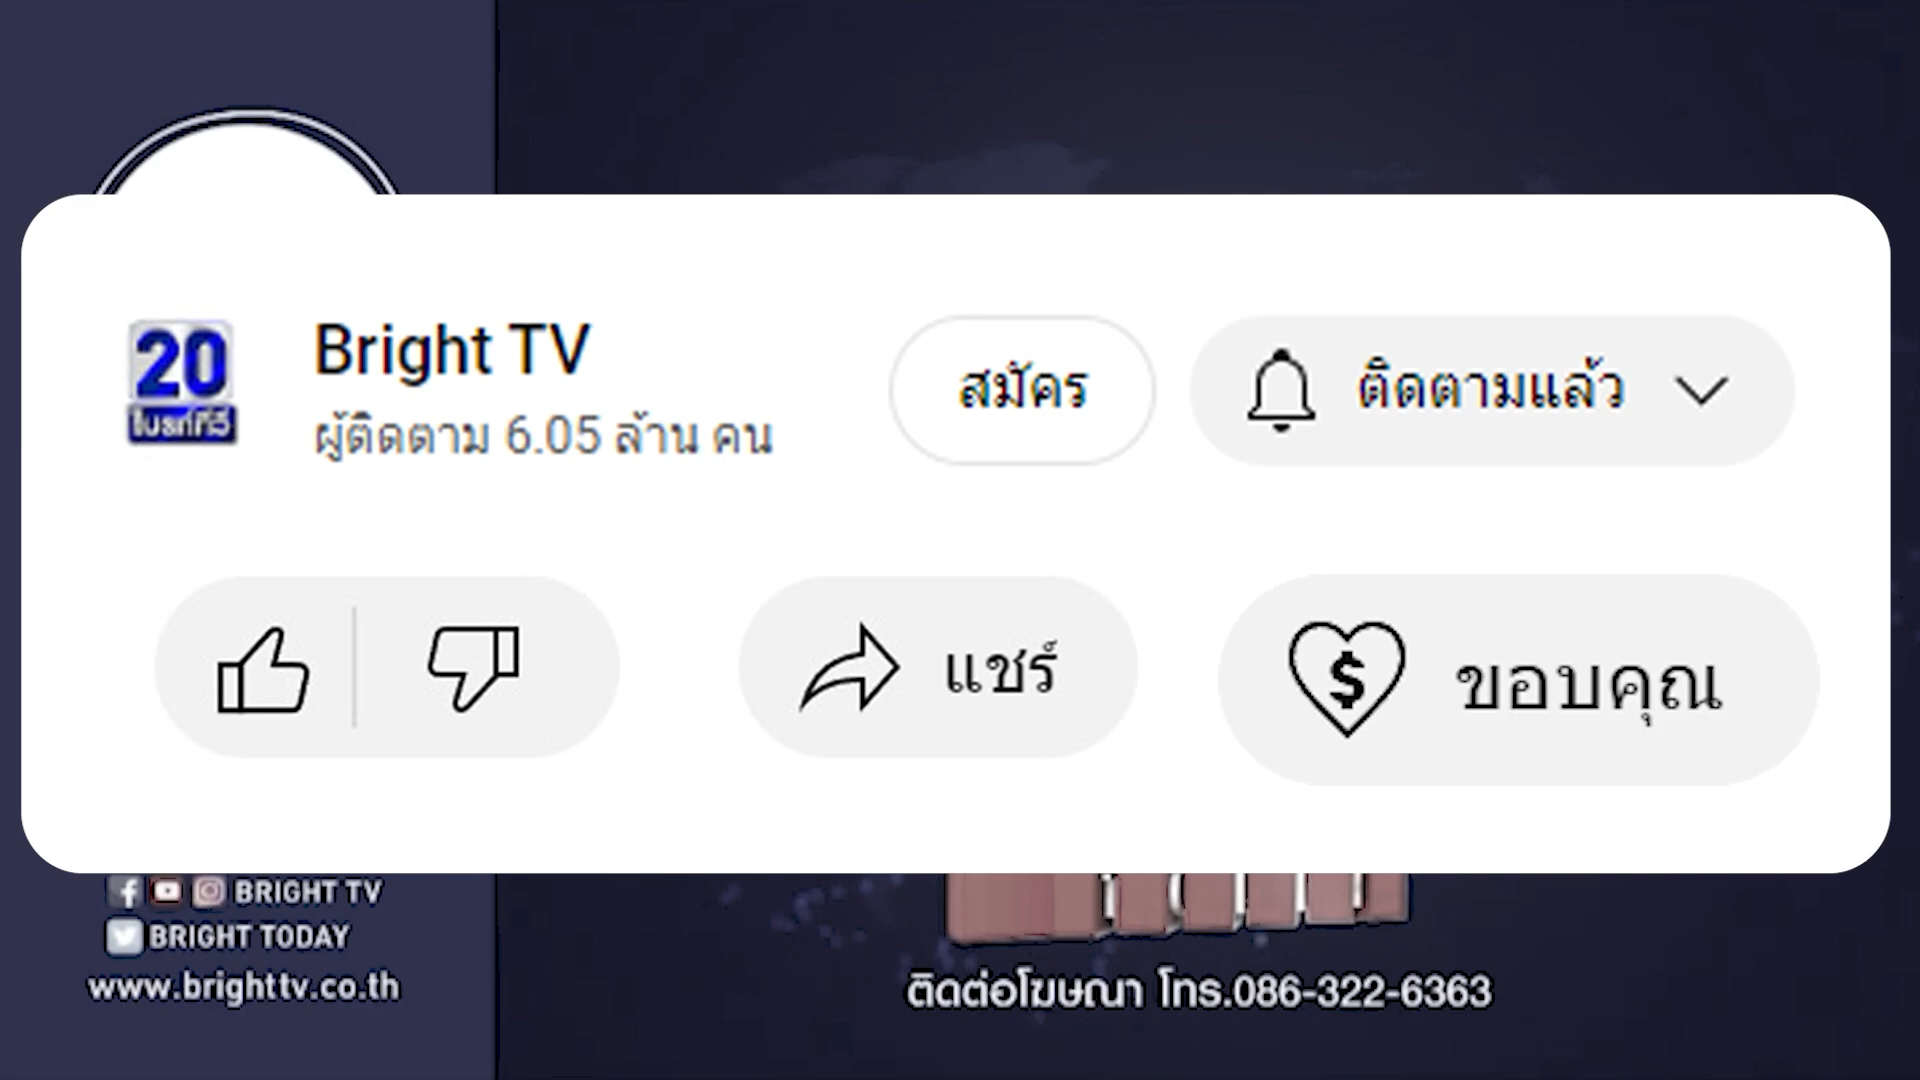 20
ไบรท์ทีวี
Bright TV
ผู้ติดตาม 6.05 ล้าน คน
สมัคร
ติดตามแล้ว
แชร์
$
ขอบคุณ
BRIGHT TV
BRIGHT TODAY
www.brighttv.co.th
ติดต่อโฆษณา โทร.086-322-6363